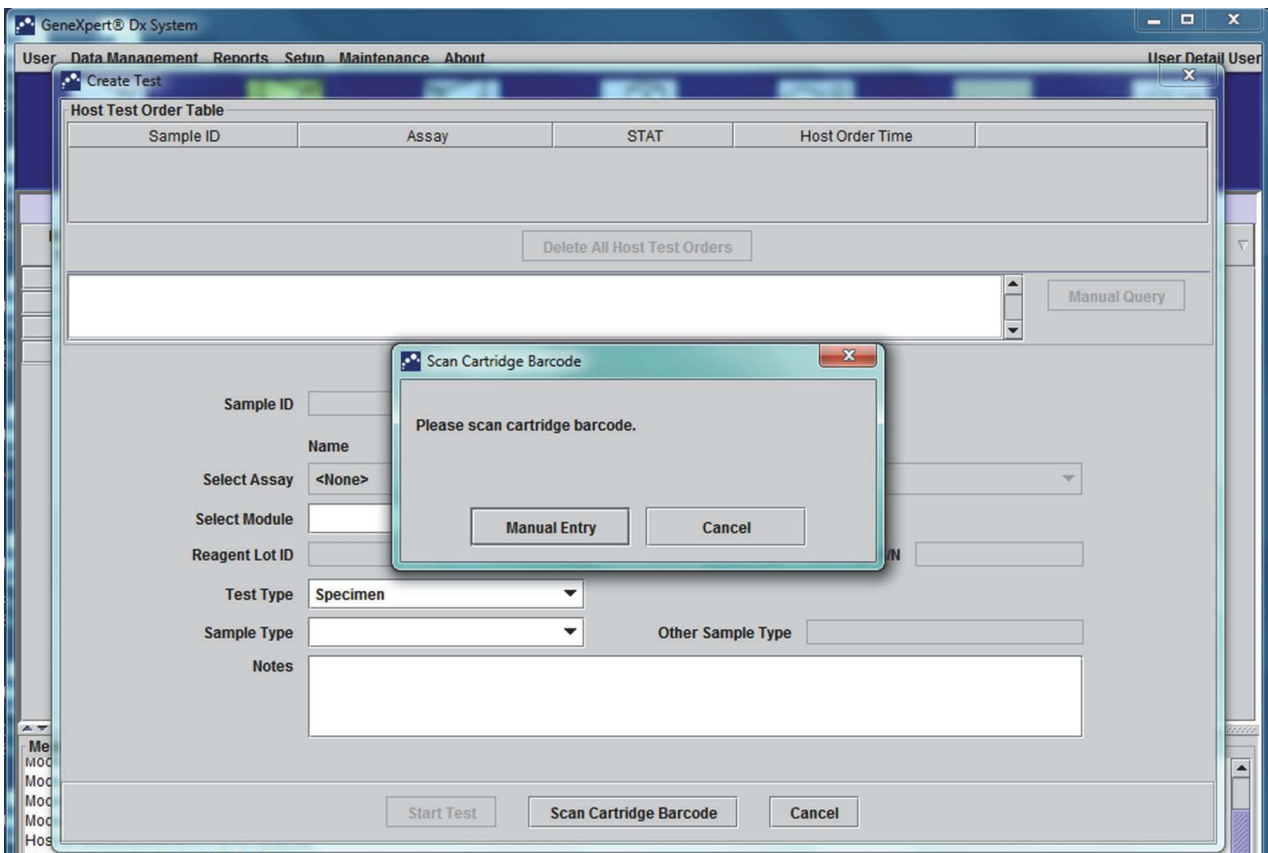 GeneXpert® Dx System
User Data Management Reports Setup Maintenance About User Detail User
Create Test
Host Test Order Table
Sample ID Assay STAT Host Order Time
Delete All Host Test Orders
Manual Query
Scan Cartridge Barcode
Please scan cartridge barcode.
Manual Entry Cancel
Sample ID
Name
Select Assay <None>
Select Module
Reagent Lot ID
Test Type Specimen
Sample Type Other Sample Type
Notes
Start Test Scan Cartridge Barcode Cancel